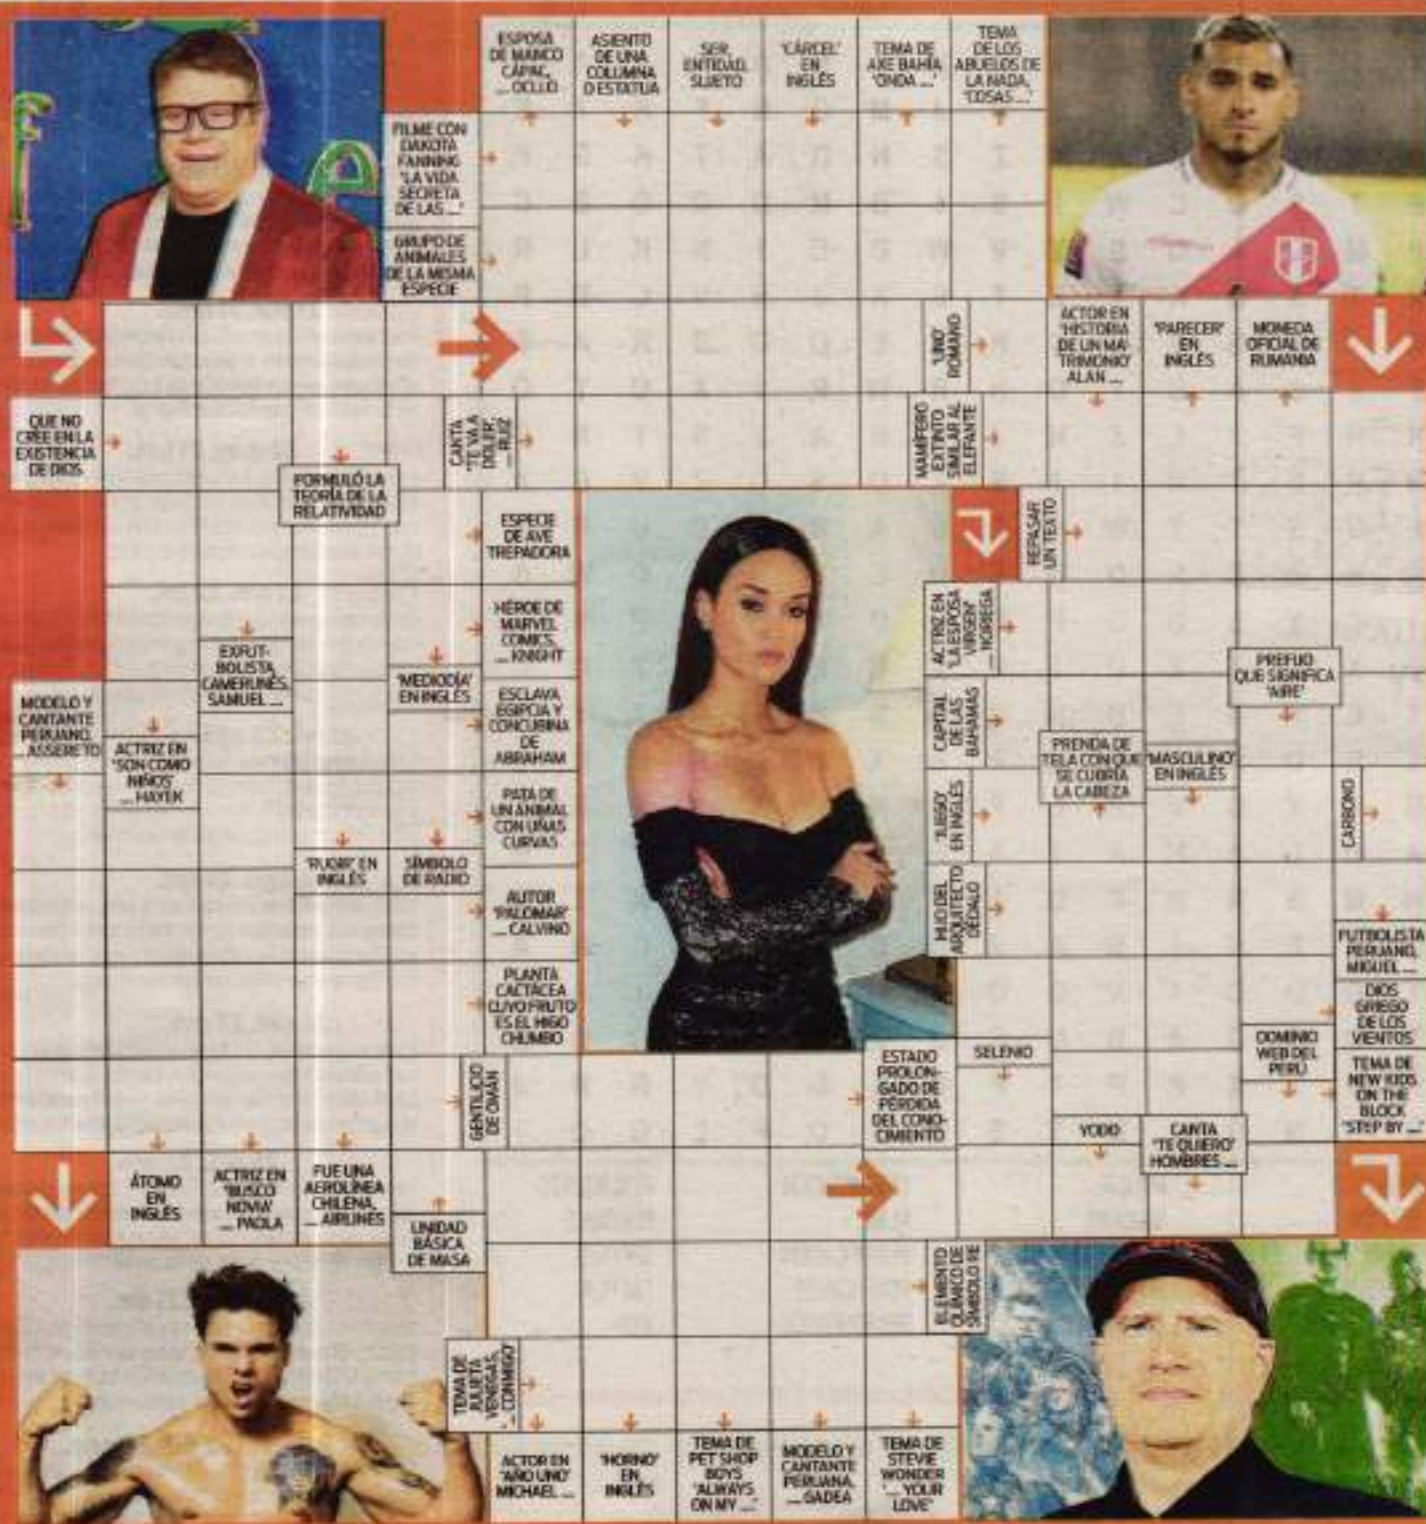 ESPOSA
DE MANCO
CÁPAC,
... OCLLO
ASIENTO
DE UNA
COLUMNA
O ESTATUA
SER,
ENTIDAD,
SUJETO
'CÁRCEL'
EN
INGLÉS
TEMA DE
AXE BAHÍA
'ONDA ...'
TEMA
DE LOS
ABUELOS DE
LA NADA,
'COSAS ...'
FILME CON
DAKOTA
FANNING
'LA VIDA
SECRETA
DE LAS ...'
GRUPO DE
ANIMALES
DE LA MISMA
ESPECIE
'UNO'
ROMANO
ACTOR EN
'HISTORIA
DE UN MA-
TRIMONIO'
ALAN ...
'PARECER'
EN
INGLÉS
MONEDA
OFICIAL DE
RUMANIA
QUE NO
CREE EN LA
EXISTENCIA
DE DIOS
CANTA
'TE VA A
DOLER',
... RUIZ
MAMÍFERO
EXTINTO
SIMILAR AL
ELEFANTE
FORMULÓ LA
TEORÍA DE LA
RELATIVIDAD
ESPECIE
DE AVE
TREPADORA
REPASAR
UN TEXTO
HÉROE DE
MARVEL
COMICS,
... KNIGHT
ACTRIZ EN
'LA ESPOSA
VIRGEN'
... NORIEGA
EXFUT-
BOLISTA
CAMERUNÉS,
SAMUEL ...
'MEDIODÍA'
EN INGLÉS
PREFIJO
QUE SIGNIFICA
'AIRE'
MODELO Y
CANTANTE
PERUANO,
... ASSERETO
ACTRIZ EN
'SON COMO
NIÑOS'
... HAYEK
ESCLAVA
EGIPCIA Y
CONCUBINA
DE
ABRAHAM
CAPITAL
DE LAS
BAHAMAS
PRENDA DE
TELA CON QUE
SE CUBRÍA
LA CABEZA
'MASCULINO'
EN INGLÉS
PATA DE
UN ANIMAL
CON UÑAS
CURVAS
'JUEGO'
EN INGLÉS
CARBONO
'RUGIR' EN
INGLÉS
SÍMBOLO
DE RADIO
AUTOR
'PALOMAR'
... CALVINO
HIJO DEL
ARQUITECTO
DÉDALO
FUTBOLISTA
PERUANO,
MIGUEL ...
PLANTA
CACTÁCEA
CUYO FRUTO
ES EL HIGO
CHUMBO
DIOS
GRIEGO
DE LOS
VIENTOS
DOMINIO
WEB DEL
PERÚ
GENTILICIO
DE OMÁN
ESTADO
PROLON-
GADO DE
PÉRDIDA
DEL CONO-
CIMIENTO
SELENIO
TEMA DE
NEW KIDS
ON THE
BLOCK
'STEP BY ...'
YODO
CANTA
'TE QUIERO'
HOMBRES ...
ÁTOMO
EN
INGLÉS
ACTRIZ EN
'BUSCO
NOVIA'
... PAOLA
FUE UNA
AEROLÍNEA
CHILENA,
... AIRLINES
UNIDAD
BÁSICA
DE MASA
ELEMENTO
QUÍMICO DE
SÍMBOLO RE
TEMA DE
JULIETA
VENEGAS,
'... CONMIGO'
ACTOR EN
'AÑO UNO'
MICHAEL ...
'HORNO'
EN
INGLÉS
TEMA DE
PET SHOP
BOYS
'ALWAYS
ON MY ...'
MODELO Y
CANTANTE
PERUANA,
... GADEA
TEMA DE
STEVIE
WONDER
'... YOUR
LOVE'